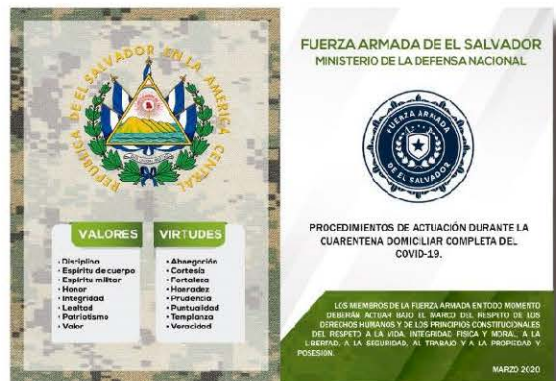 REPUBLICA DE EL SALVADOR EN LA AMERICA CENTRAL
VALORES
• Disciplina
• Espíritu de cuerpo
• Espíritu militar
• Honor
• Integridad
• Lealtad
• Patriotismo
• Valor
VIRTUDES
• Abnegación
• Cortesía
• Fortaleza
• Honradez
• Prudencia
• Puntualidad
• Templanza
• Veracidad
FUERZA ARMADA DE EL SALVADOR
MINISTERIO DE LA DEFENSA NACIONAL
FUERZA ARMADA
DE EL SALVADOR
PROCEDIMIENTOS DE ACTUACIÓN DURANTE LA
CUARENTENA DOMICILIAR COMPLETA DEL
COVID-19.
LOS MIEMBROS DE LA FUERZA ARMADA EN TODO MOMENTO
DEBERÁN ACTUAR BAJO EL MARCO DEL RESPETO DE LOS
DERECHOS HUMANOS Y DE LOS PRINCIPIOS CONSTITUCIONALES
DEL RESPETO A LA VIDA, INTEGRIDAD FISICA Y MORAL, A LA
LIBERTAD, A LA SEGURIDAD, AL TRABAJO Y A LA PROPIEDAD Y
POSESIÓN.
MARZO 2020